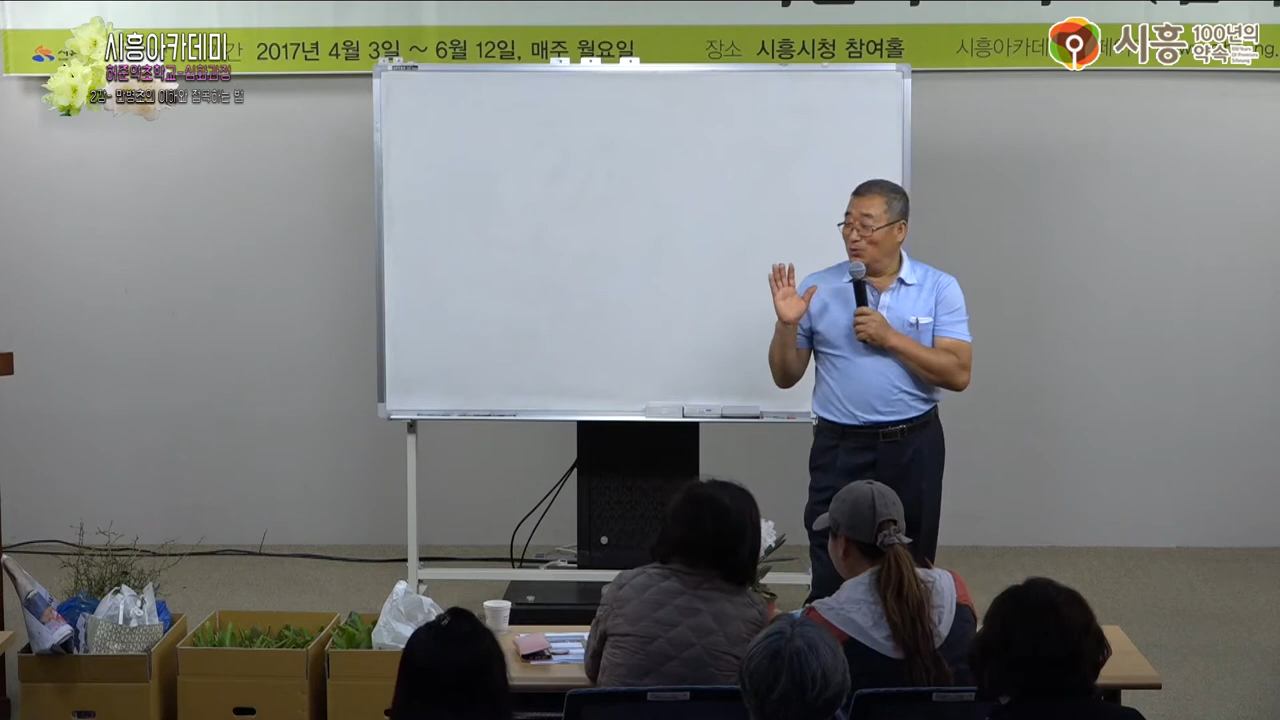 시흥아카데미
허준약초학교-심화과정
2강- 만병초의 이해와 정복하는 법
2017년 4월 3일 ~ 6월 12일, 매주 월요일
장소 시흥시청 참여홀
시흥아카데
시흥 100년의 약속